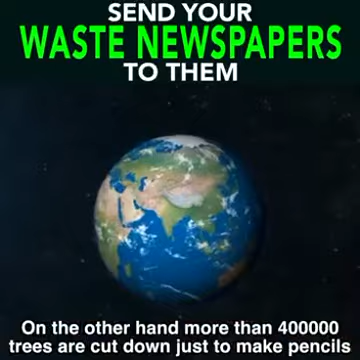 SEND YOUR
WASTE NEWSPAPERS
TO THEM
On the other hand more than 400000
trees are cut down just to make pencils